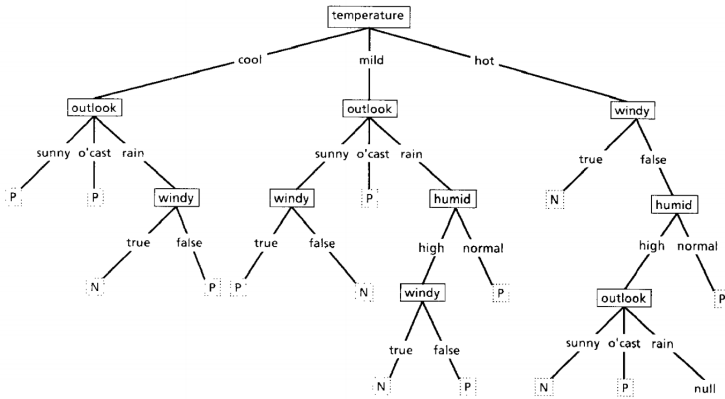 temperature
cool mild hot
outlook outlook windy
sunny o'cast rain sunny o'cast rain true false
P P windy windy P humid N humid
true false true false high normal high normal
N P P N windy P outlook P
true false sunny o'cast rain
N P N P null